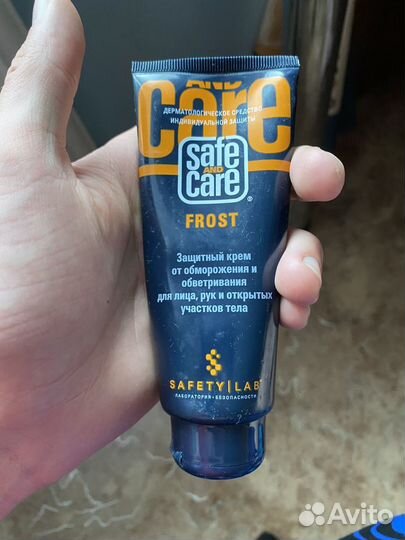 AND
Care
ДЕРМАТОЛОГИЧЕСКОЕ СРЕДСТВО
ИНДИВИДУАЛЬНОЙ ЗАЩИТЫ
safe
AND
care
®
FROST
Защитный крем
от обморожения и
обветривания
для лица, рук и открытых
участков тела
SAFETY|LAB
ЛАБОРАТОРИЯ•БЕЗОПАСНОСТИ
Avito